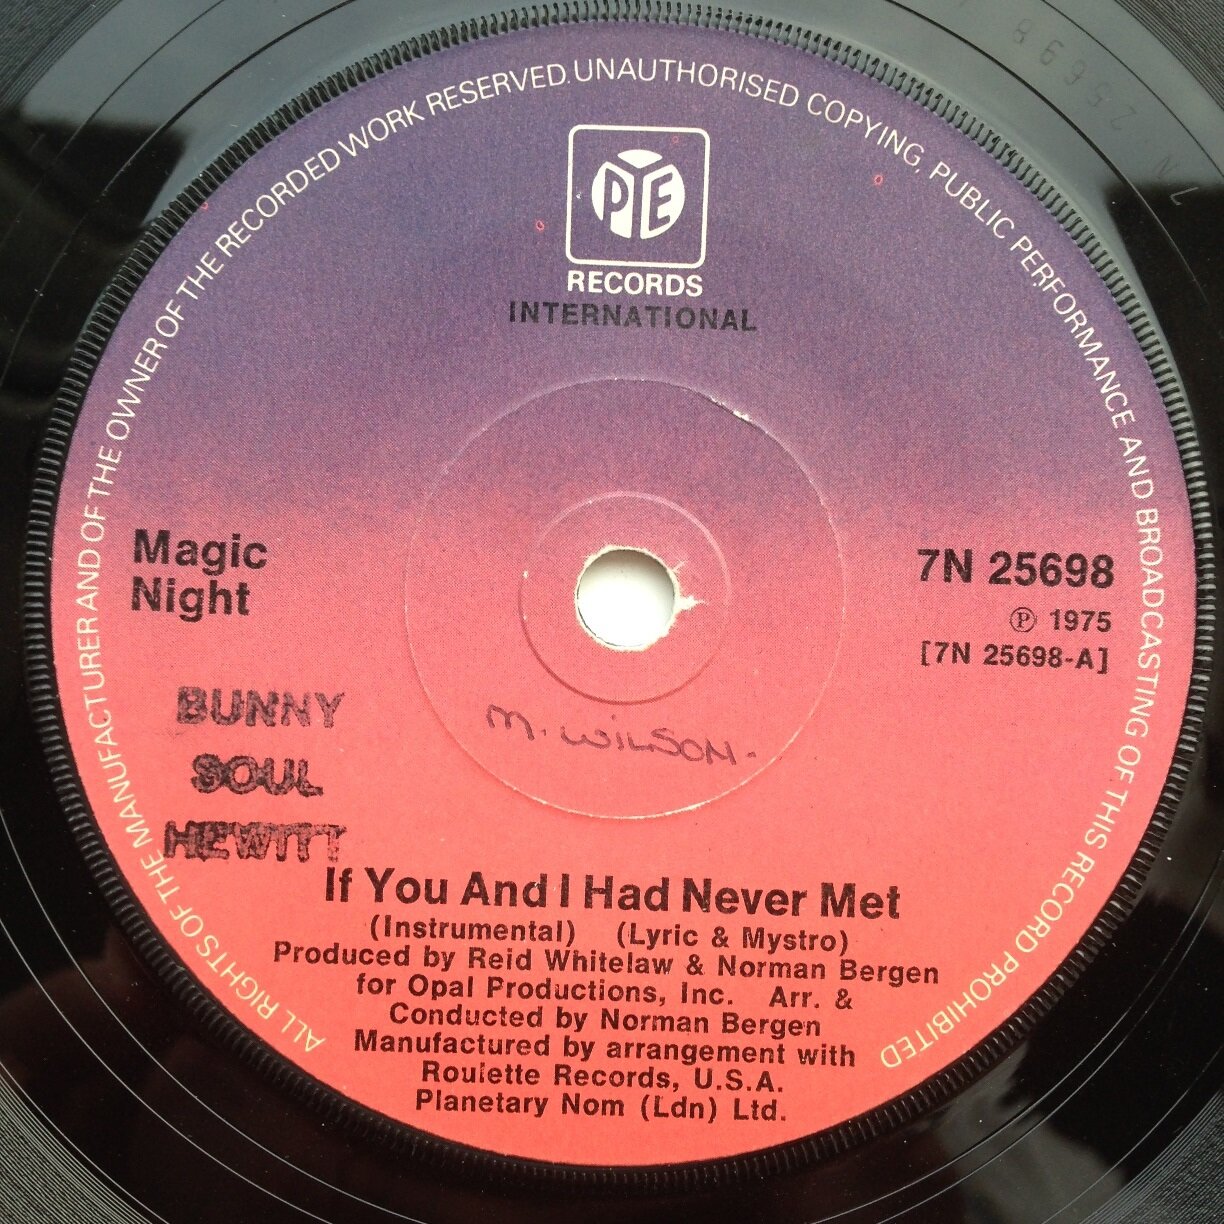 ALL RIGHTS OF THE MANUFACTURER AND OF THE OWNER OF THE RECORDED WORK RESERVED. UNAUTHORISED COPYING, PUBLIC PERFORMANCE AND BROADCASTING OF THIS RECORD PROHIBITED
PYE
RECORDS
INTERNATIONAL
Magic
Night
7N 25698
Ⓟ 1975
[7N 25698-A]
BUNNY
SOUL
HEWITT
M. WILSON.
If You And I Had Never Met
(Instrumental) (Lyric & Mystro)
Produced by Reid Whitelaw & Norman Bergen
for Opal Productions, Inc. Arr. &
Conducted by Norman Bergen
Manufactured by arrangement with
Roulette Records, U.S.A.
Planetary Nom (Ldn) Ltd.